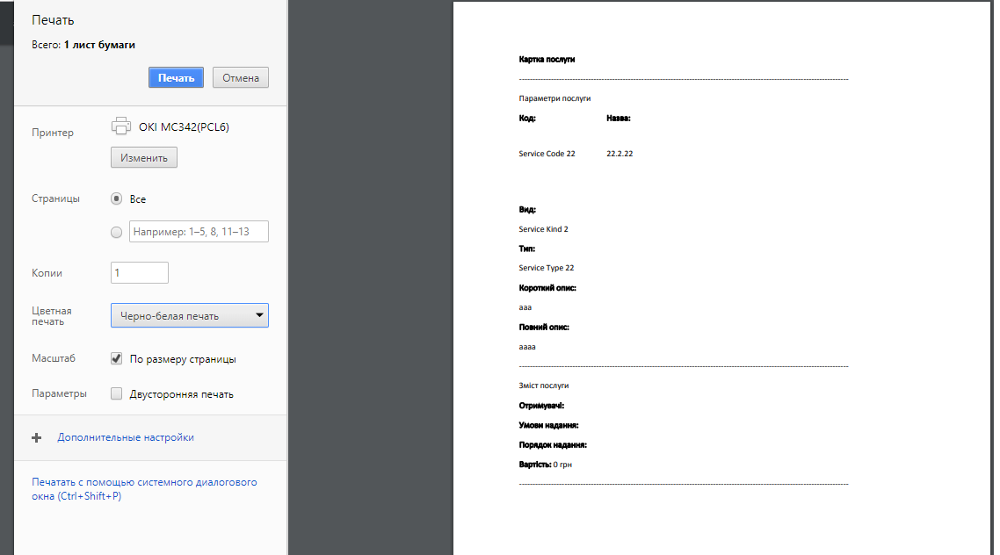 Печать
Всего: 1 лист бумаги
Печать Отмена
Принтер OKI MC342(PCL6)
Изменить
Страницы Все
Например: 1–5, 8, 11–13
Копии 1
Цветная
печать Черно-белая печать
Масштаб По размеру страницы
Параметры Двусторонняя печать
Дополнительные настройки
Печатать с помощью системного диалогового
окна (Ctrl+Shift+P)
Картка послуги
Параметри послуги
Код: Назва:
Service Code 22 22.2.22
Вид:
Service Kind 2
Тип:
Service Type 22
Короткий опис:
ааа
Повний опис:
аааа
Зміст послуги
Отримувачі:
Умови надання:
Порядок надання:
Вартість: 0 грн